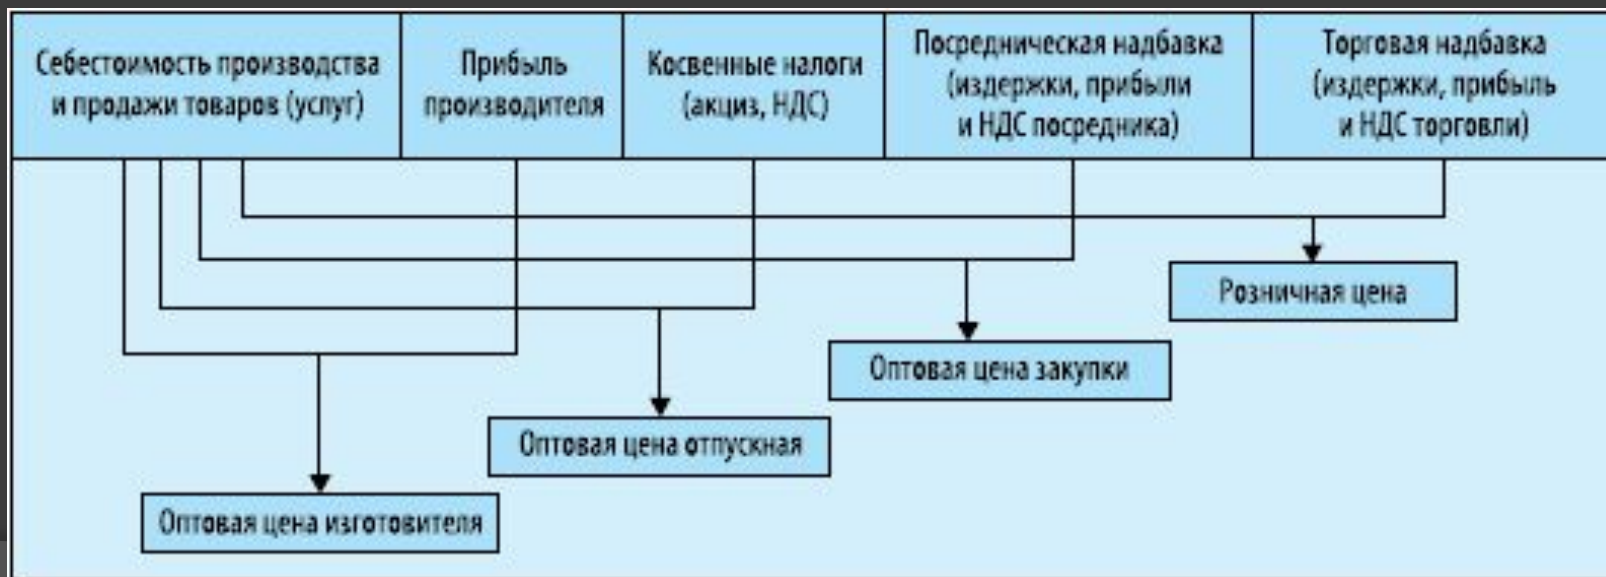 Себестоимость производства
и продажи товаров (услуг)
Прибыль
производителя
Косвенные налоги
(акциз, НДС)
Посредническая надбавка
(издержки, прибыли
и НДС посредника)
Торговая надбавка
(издержки, прибыль
и НДС торговли)
Розничная цена
Оптовая цена закупки
Оптовая цена отпускная
Оптовая цена изготовителя